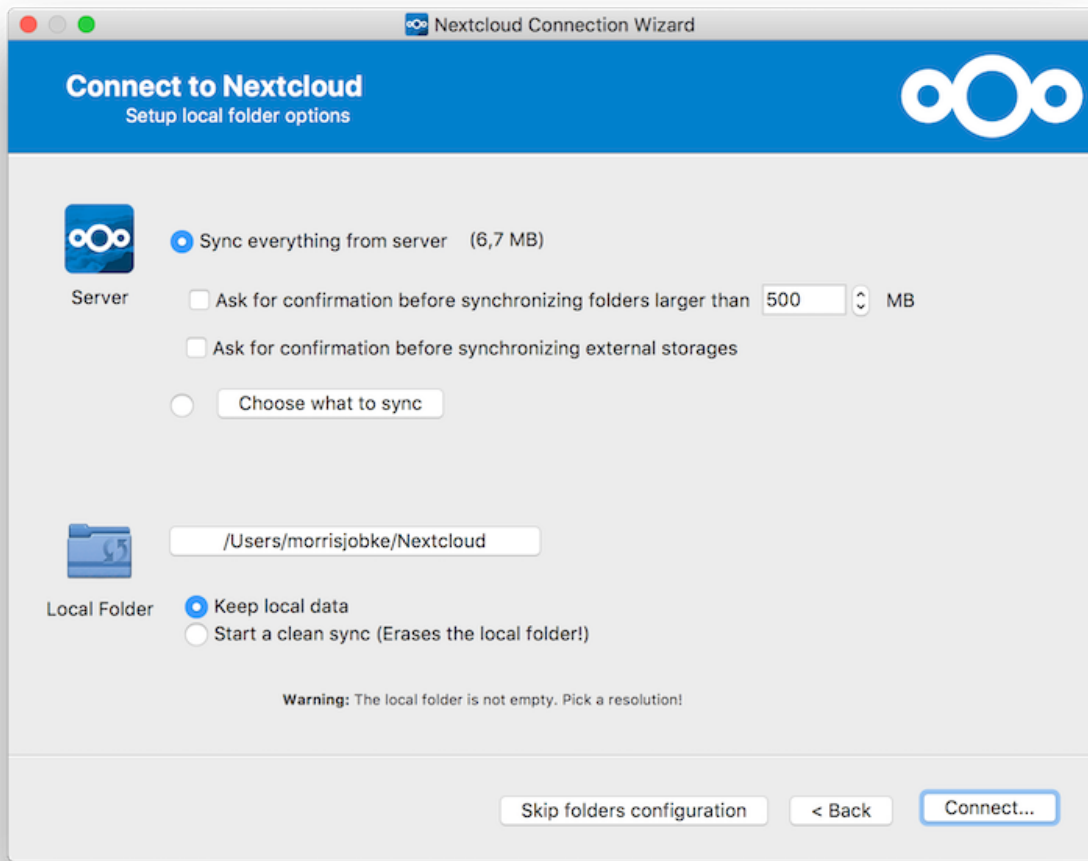 Nextcloud Connection Wizard
Connect to Nextcloud
Setup local folder options
Sync everything from server (6,7 MB)
Server
Ask for confirmation before synchronizing folders larger than 500 MB
Ask for confirmation before synchronizing external storages
Choose what to sync
/Users/morrisjobke/Nextcloud
Local Folder
Keep local data
Start a clean sync (Erases the local folder!)
Warning: The local folder is not empty. Pick a resolution!
Skip folders configuration
< Back
Connect...